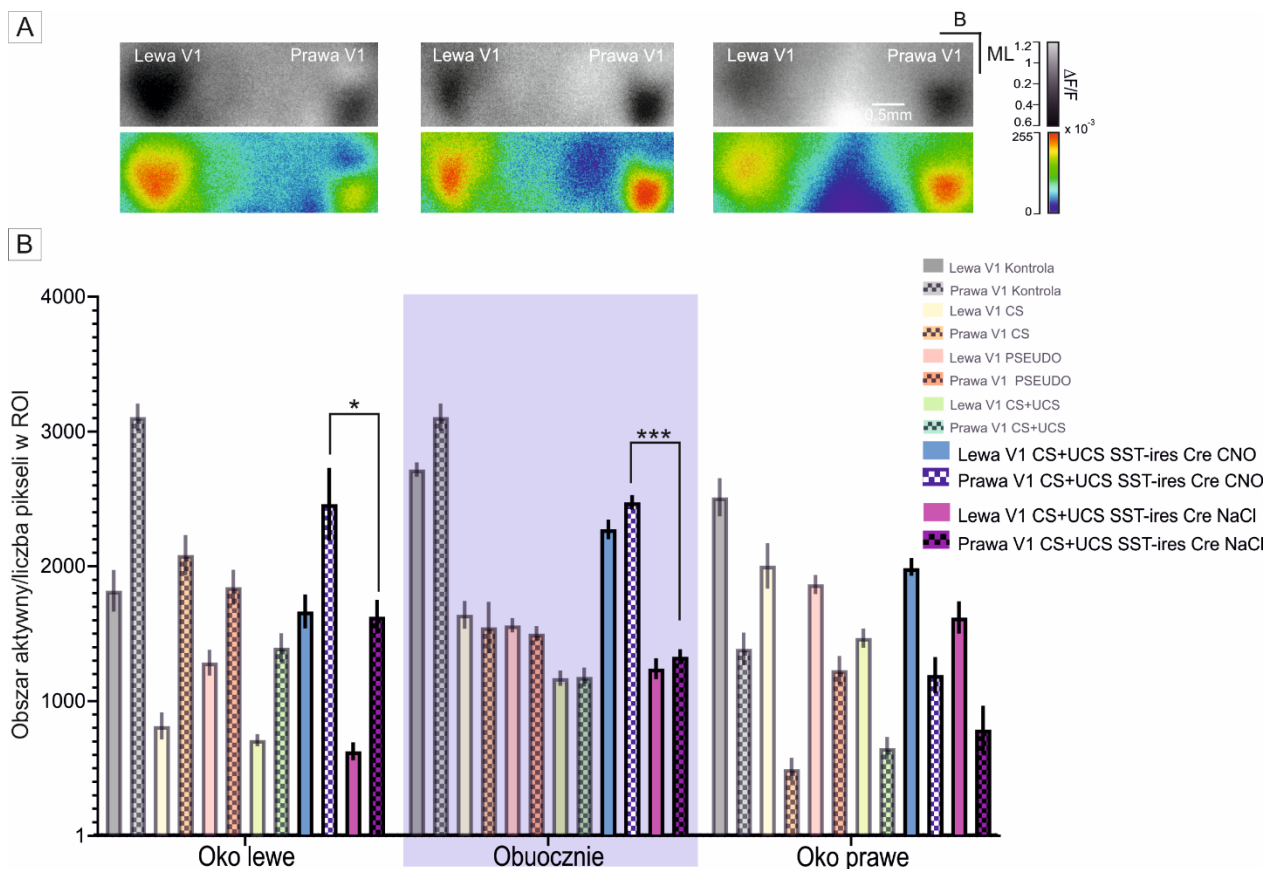 A
Lewa V1 Prawa V1
Lewa V1 Prawa V1
Prawa V1
0.5mm
B
ML
1.2
1
0.2
0.4
0.6
ΔF/F
255
0
x 10⁻³
B
Obszar aktywny/liczba pikseli w ROI
4000
3000
2000
1000
1
*
***
Oko lewe Obuocznie Oko prawe
Lewa V1 Kontrola
Prawa V1 Kontrola
Lewa V1 CS
Prawa V1 CS
Lewa V1 PSEUDO
Prawa V1 PSEUDO
Lewa V1 CS+UCS
Prawa V1 CS+UCS
Lewa V1 CS+UCS SST-ires Cre CNO
Prawa V1 CS+UCS SST-ires Cre CNO
Lewa V1 CS+UCS SST-ires Cre NaCl
Prawa V1 CS+UCS SST-ires Cre NaCl